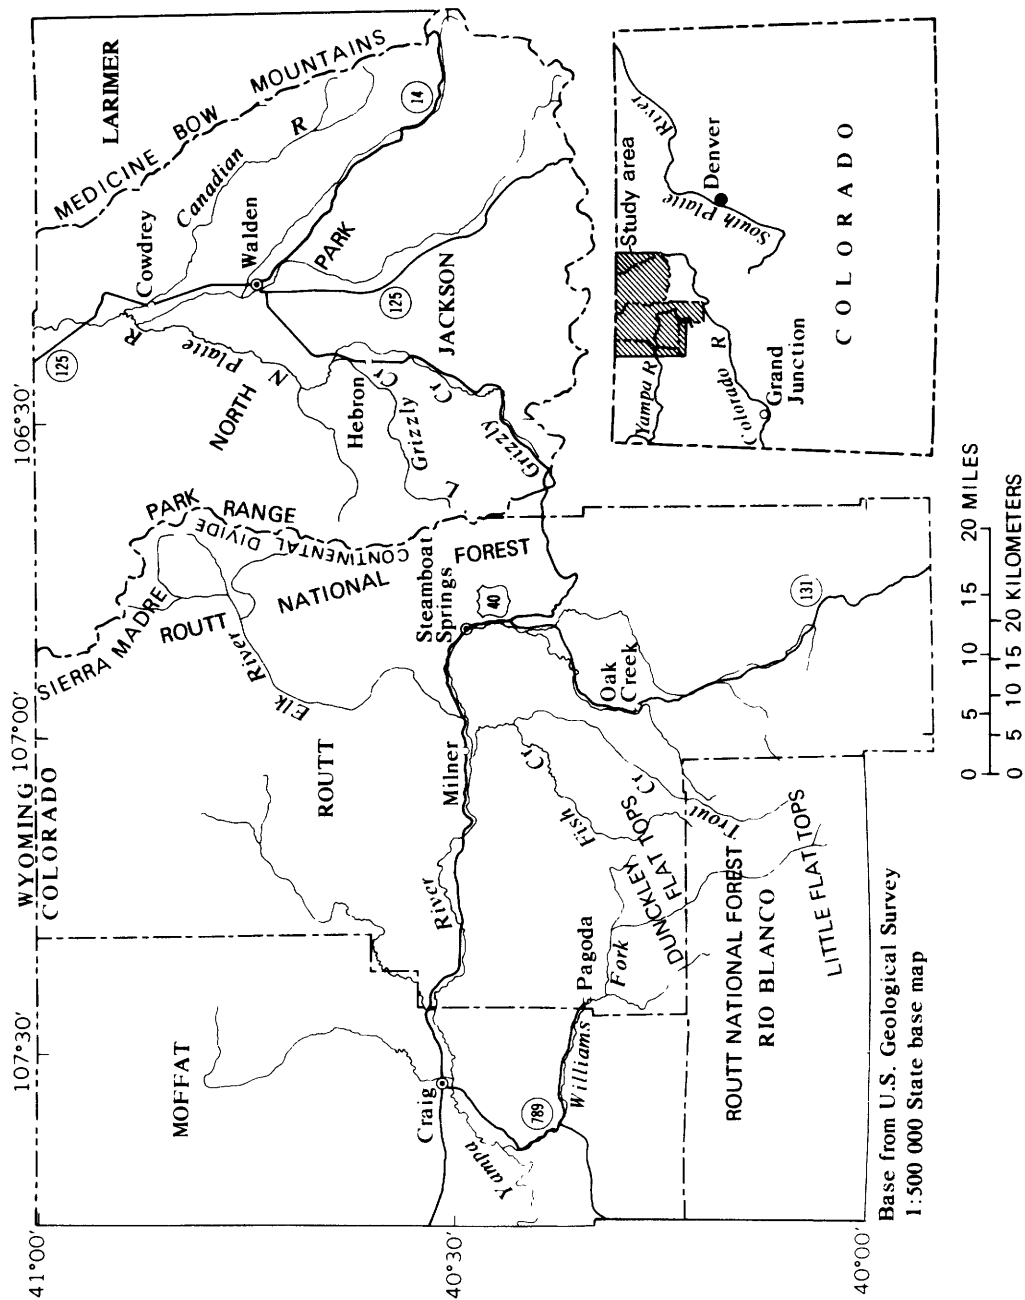 107°30'
WYOMING 107°00'
COLORADO
106°30'
41°00'
40°30'
40°00'
MOFFAT
ROUTT
SIERRA MADRE
ROUTT
NATIONAL
FOREST
PARK
RANGE
CONTINENTAL DIVIDE
Elk
River
NORTH
PARK
N
Platte
R
125
Cowdrey
MEDICINE BOW MOUNTAINS
LARIMER
Canadian
R
Walden
14
125
JACKSON
Hebron
Grizzly
Cr
L
Grizzly
Cr
Craig
Yampa
River
Milner
Steamboat
Springs
40
Oak
Creek
131
789
Williams
Fork
Pagoda
Fish
Cr
Trout
Cr
DUNCKLEY
FLAT TOPS
ROUTT NATIONAL FOREST
RIO BLANCO
LITTLE FLAT TOPS
Base from U.S. Geological Survey
1:500 000 State base map
0 5 10 15 20 MILES
0 5 10 15 20 KILOMETERS
Study area
Yampa R
Colorado R
Grand
Junction
South Platte
River
Denver
COLORADO